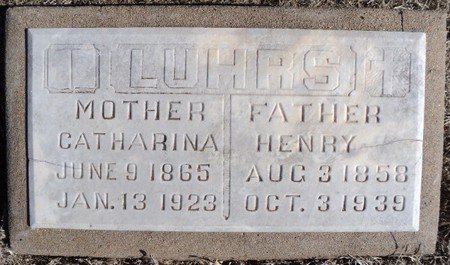 LUHRS
MOTHER
CATHARINA
JUNE 9 1865
JAN. 13 1923
FATHER
HENRY
AUG 3 1858
OCT. 3 1939